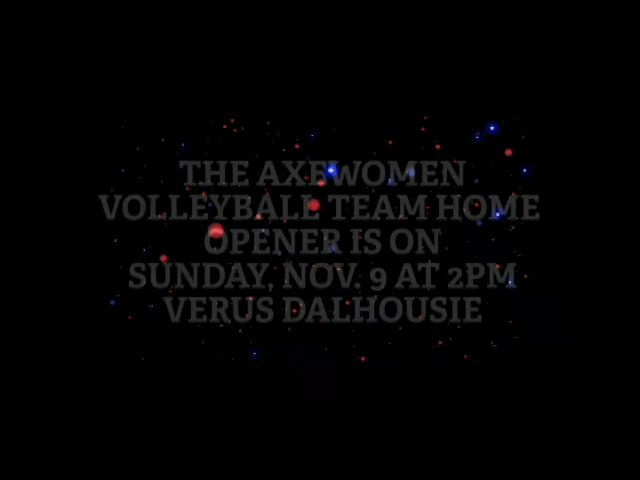 THE AXEWOMEN
VOLLEYBALL TEAM HOME
OPENER IS ON
SUNDAY, NOV. 9 AT 2PM
VERUS DALHOUSIE